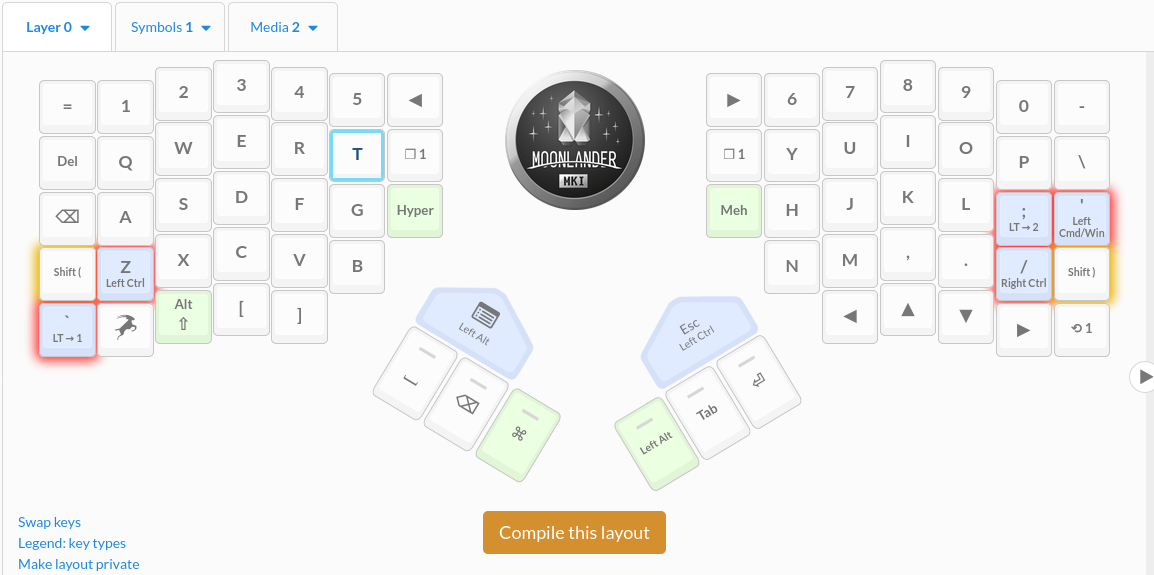 Layer 0 Symbols 1 Media 2
= 1 2 3 4 5 ◀ ▶ 6 7 8 9 0 -
Del Q W E R T ❐ 1 ❐ 1 Y U I O P \
⌫ A S D F G Hyper Meh H J K L ; LT → 2 ' Left Cmd/Win
Shift ( Z Left Ctrl X C V B N M , . / Right Ctrl Shift )
` LT → 1 Alt ⇧ [ ] ◀ ▲ ▼ ▶ ⟲ 1
Left Alt Esc Left Ctrl
⌫ ⌘ Left Alt Tab ⏎
MOONLANDER
MKI
Swap keys
Legend: key types
Make layout private
Compile this layout